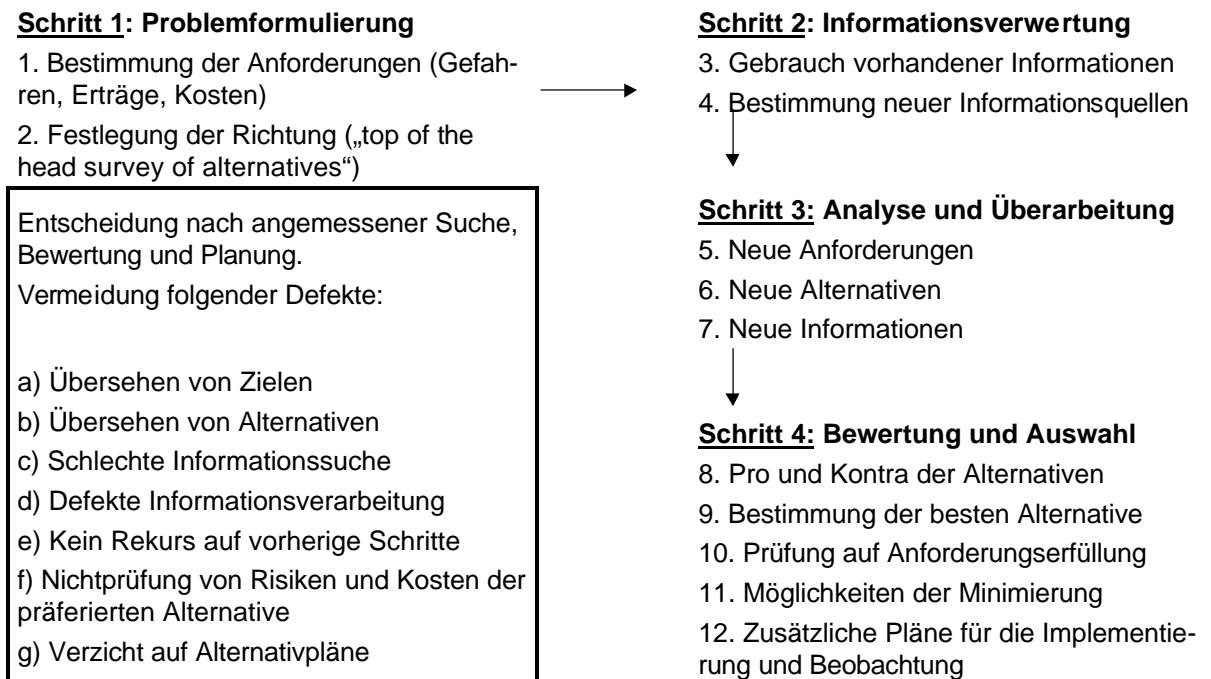 Schritt 1: Problemformulierung
1. Bestimmung der Anforderungen (Gefah-
ren, Erträge, Kosten)
2. Festlegung der Richtung („top of the
head survey of alternatives“)
Entscheidung nach angemessener Suche,
Bewertung und Planung.
Vermeidung folgender Defekte:
a) Übersehen von Zielen
b) Übersehen von Alternativen
c) Schlechte Informationssuche
d) Defekte Informationsverarbeitung
e) Kein Rekurs auf vorherige Schritte
f) Nichtprüfung von Risiken und Kosten der
präferierten Alternative
g) Verzicht auf Alternativpläne
Schritt 2: Informationsverwertung
3. Gebrauch vorhandener Informationen
4. Bestimmung neuer Informationsquellen
Schritt 3: Analyse und Überarbeitung
5. Neue Anforderungen
6. Neue Alternativen
7. Neue Informationen
Schritt 4: Bewertung und Auswahl
8. Pro und Kontra der Alternativen
9. Bestimmung der besten Alternative
10. Prüfung auf Anforderungserfüllung
11. Möglichkeiten der Minimierung
12. Zusätzliche Pläne für die Implementie-
rung und Beobachtung